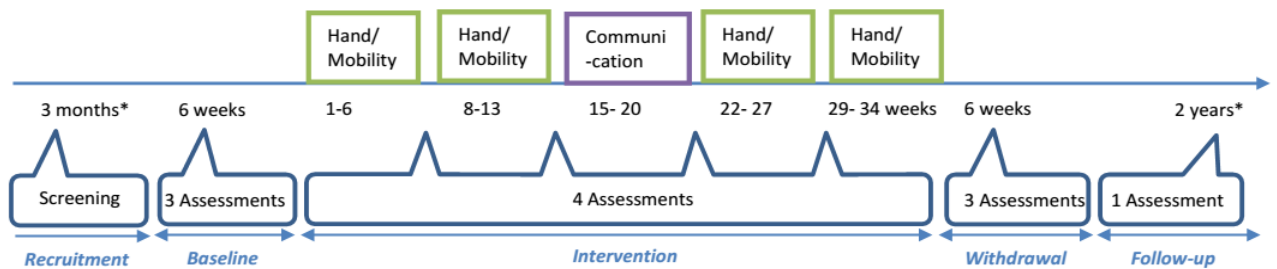 Hand/ Hand/ Communi Hand/ Hand/
Mobility Mobility -cation Mobility Mobility
3 months* 6 weeks 1-6 8-13 15- 20 22- 27 29- 34 weeks 6 weeks 2 years*
Screening 3 Assessments 4 Assessments 3 Assessments 1 Assessment
Recruitment Baseline Intervention Withdrawal Follow-up